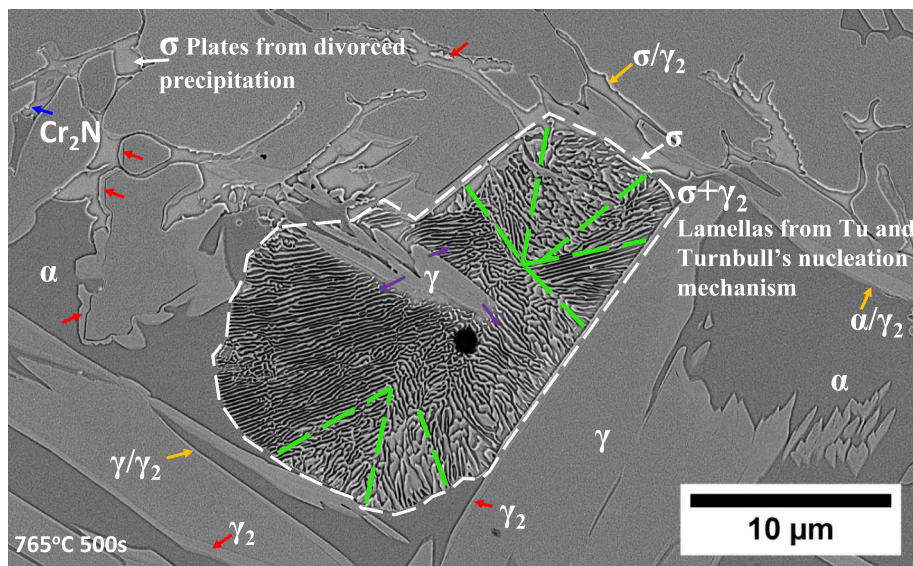 σ Plates from divorced
precipitation
σ/γ₂
Cr₂N
σ
σ+γ₂
Lamellas from Tu and
Turnbull's nucleation
mechanism
α
γ
α/γ₂
α
γ
γ/γ₂
γ₂
γ₂
765°C 500s
10 μm